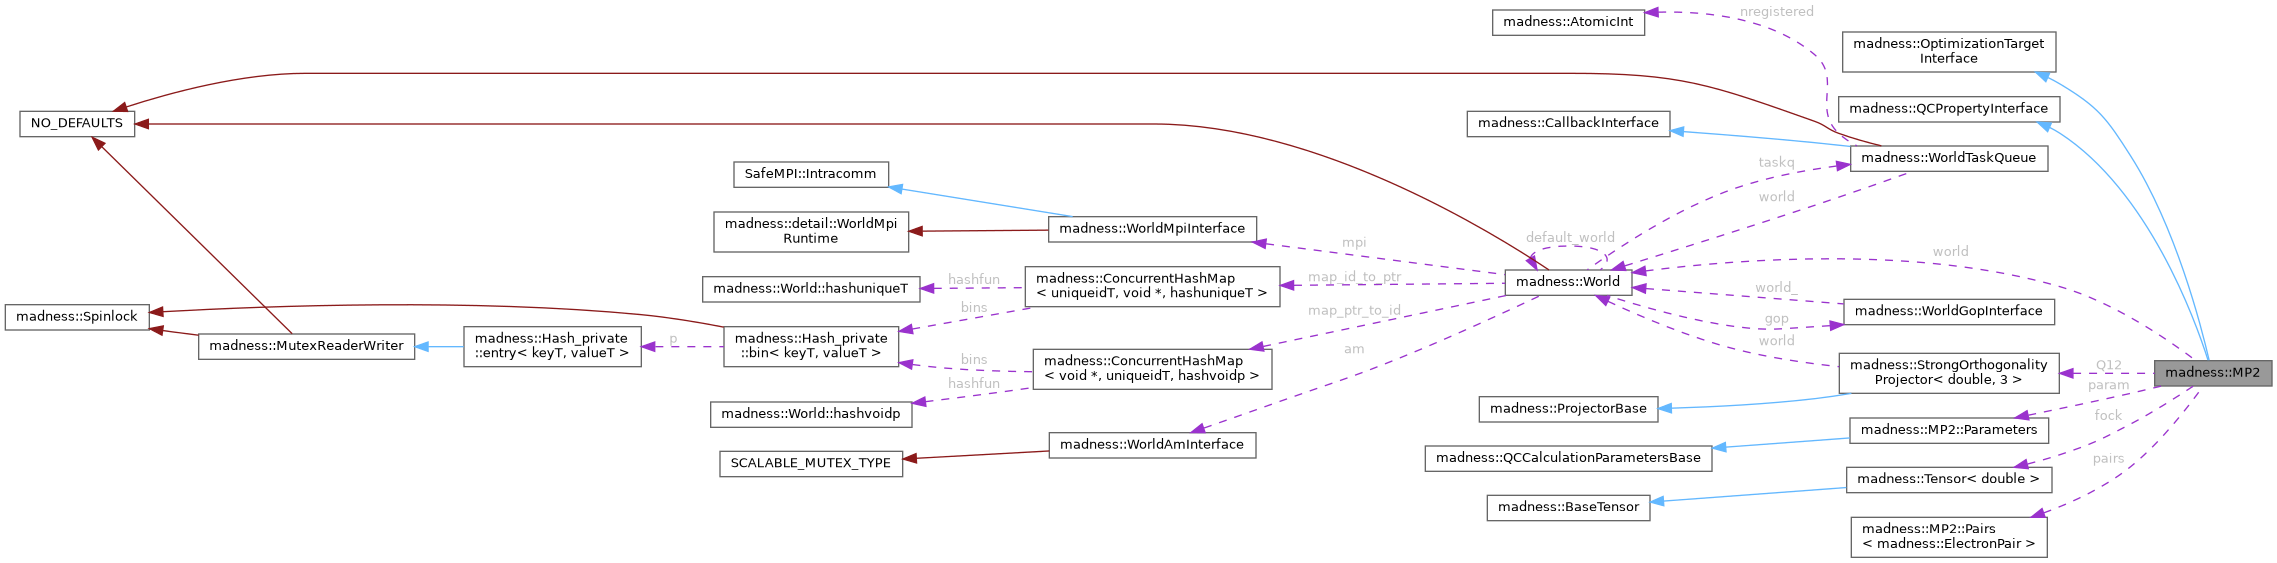 nregistered
madness::AtomicInt
madness::OptimizationTarget
Interface
madness::QCPropertyInterface
NO_DEFAULTS
madness::CallbackInterface
madness::WorldTaskQueue
taskq
SafeMPI::Intracomm
world
madness::detail::WorldMpi
Runtime
madness::WorldMpiInterface
default_world
mpi
world
madness::World::hashuniqueT
hashfun
madness::ConcurrentHashMap
< uniqueidT, void *, hashuniqueT >
map_id_to_ptr
madness::World
world_
madness::WorldGopInterface
bins
map_ptr_to_id
gop
madness::Spinlock
madness::MutexReaderWriter
madness::Hash_private
::entry< keyT, valueT >
p
madness::Hash_private
::bin< keyT, valueT >
world
am
bins
madness::ConcurrentHashMap
< void *, uniqueidT, hashvoidp >
hashfun
madness::StrongOrthogonality
Projector< double, 3 >
Q12
madness::MP2
param
madness::World::hashvoidp
madness::ProjectorBase
fock
madness::MP2::Parameters
madness::WorldAmInterface
SCALABLE_MUTEX_TYPE
madness::QCCalculationParametersBase
pairs
madness::Tensor< double >
madness::BaseTensor
madness::MP2::Pairs
< madness::ElectronPair >